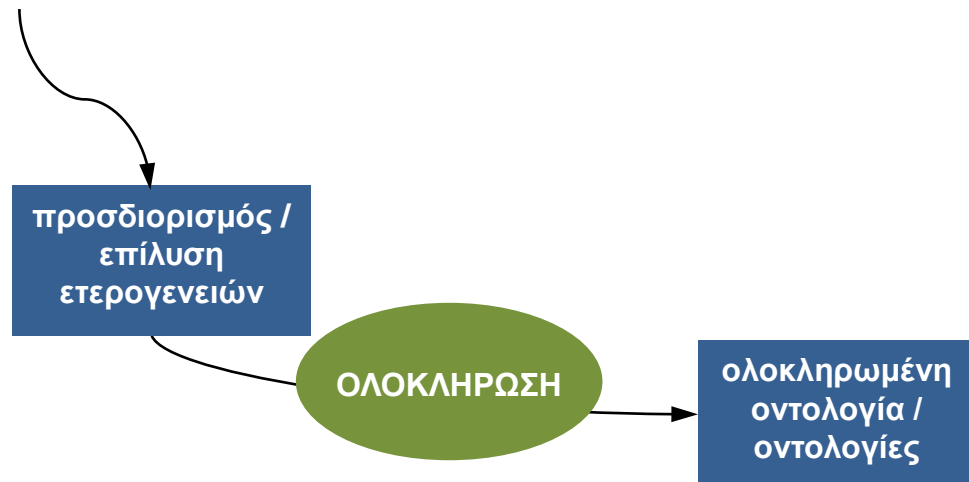 προσδιορισμός /
επίλυση
ετερογενειών
ΟΛΟΚΛΗΡΩΣΗ
ολοκληρωμένη
οντολογία /
οντολογίες